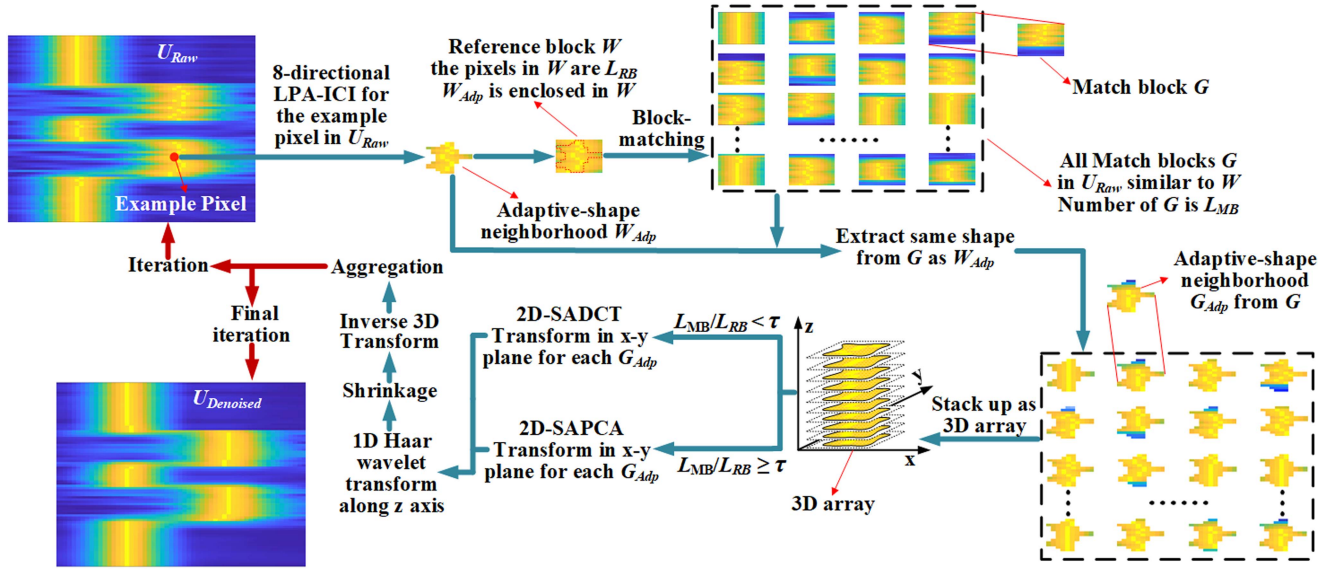 U_Raw
Example Pixel
8-directional
LPA-ICI for
the example
pixel in U_Raw
Reference block W
the pixels in W are L_RB
W_Adp is enclosed in W
Block-
matching
Match block G
All Match blocks G
in U_Raw similar to W
Number of G is L_MB
Adaptive-shape
neighborhood W_Adp
Extract same shape
from G as W_Adp
Adaptive-shape
neighborhood
G_Adp from G
Stack up as
3D array
z
y
x
3D array
L_MB/L_RB < τ
L_MB/L_RB ≥ τ
2D-SADCT
Transform in x-y
plane for each G_Adp
2D-SAPCA
Transform in x-y
plane for each G_Adp
1D Haar
wavelet
transform
along z axis
Shrinkage
Inverse 3D
Transform
Aggregation
Iteration
Final
iteration
U_Denoised